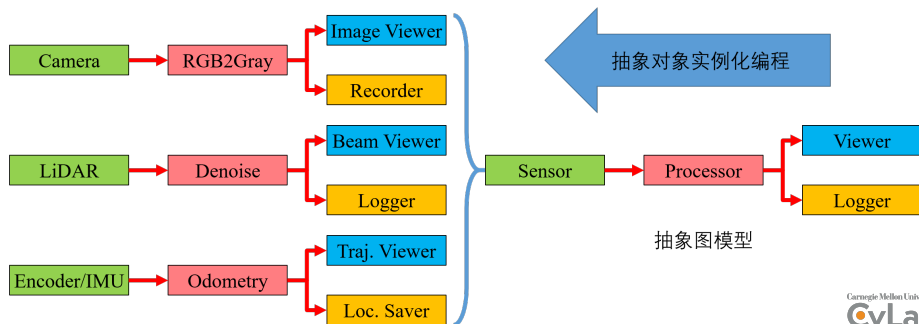 Camera
RGB2Gray
Image Viewer
Recorder
LiDAR
Denoise
Beam Viewer
Logger
Encoder/IMU
Odometry
Traj. Viewer
Loc. Saver
抽象对象实例化编程
Sensor
Processor
Viewer
Logger
抽象图模型
Carnegie Mellon Univ
CyLa